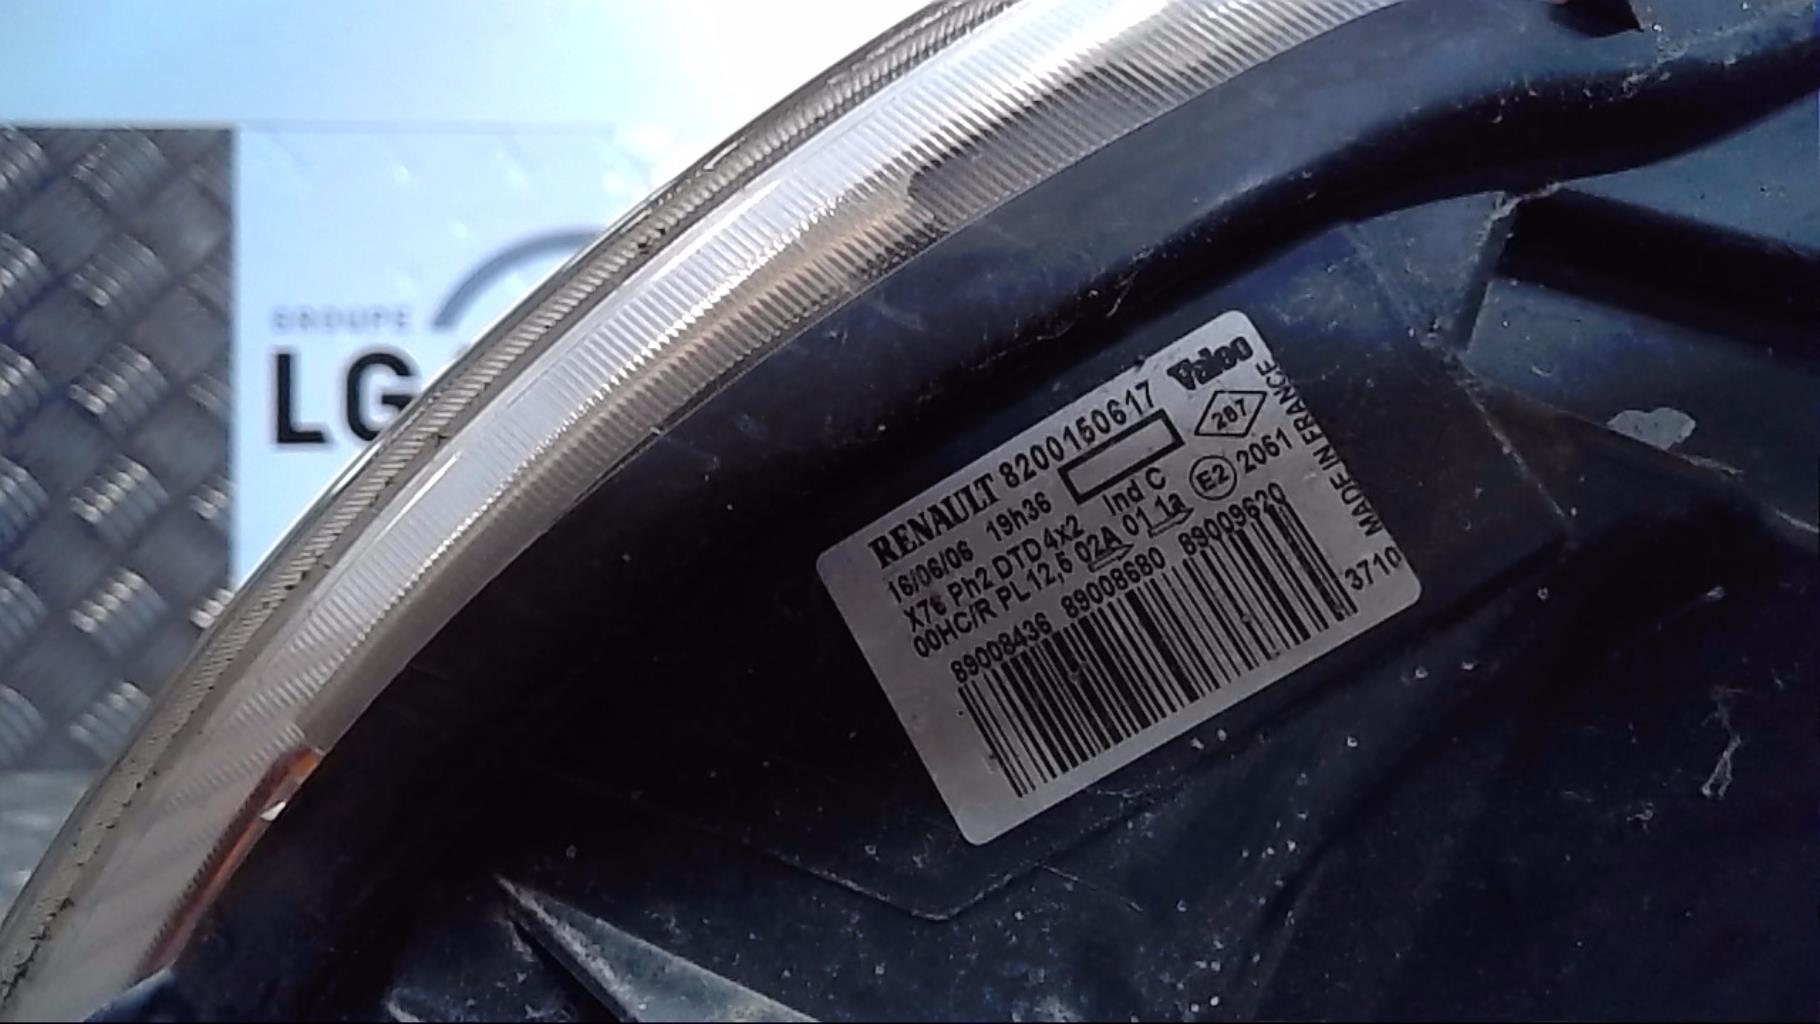 GROUPE
LG
RENAULT 8200150617 Valeo
16/06/06 19h36 287
X76 Ph2 DTD 4x2 Ind C
00HC/R PL 12,5 02A 01 1a E2 2061
89008436 89008680 89009620
3710
MADE IN FRANCE